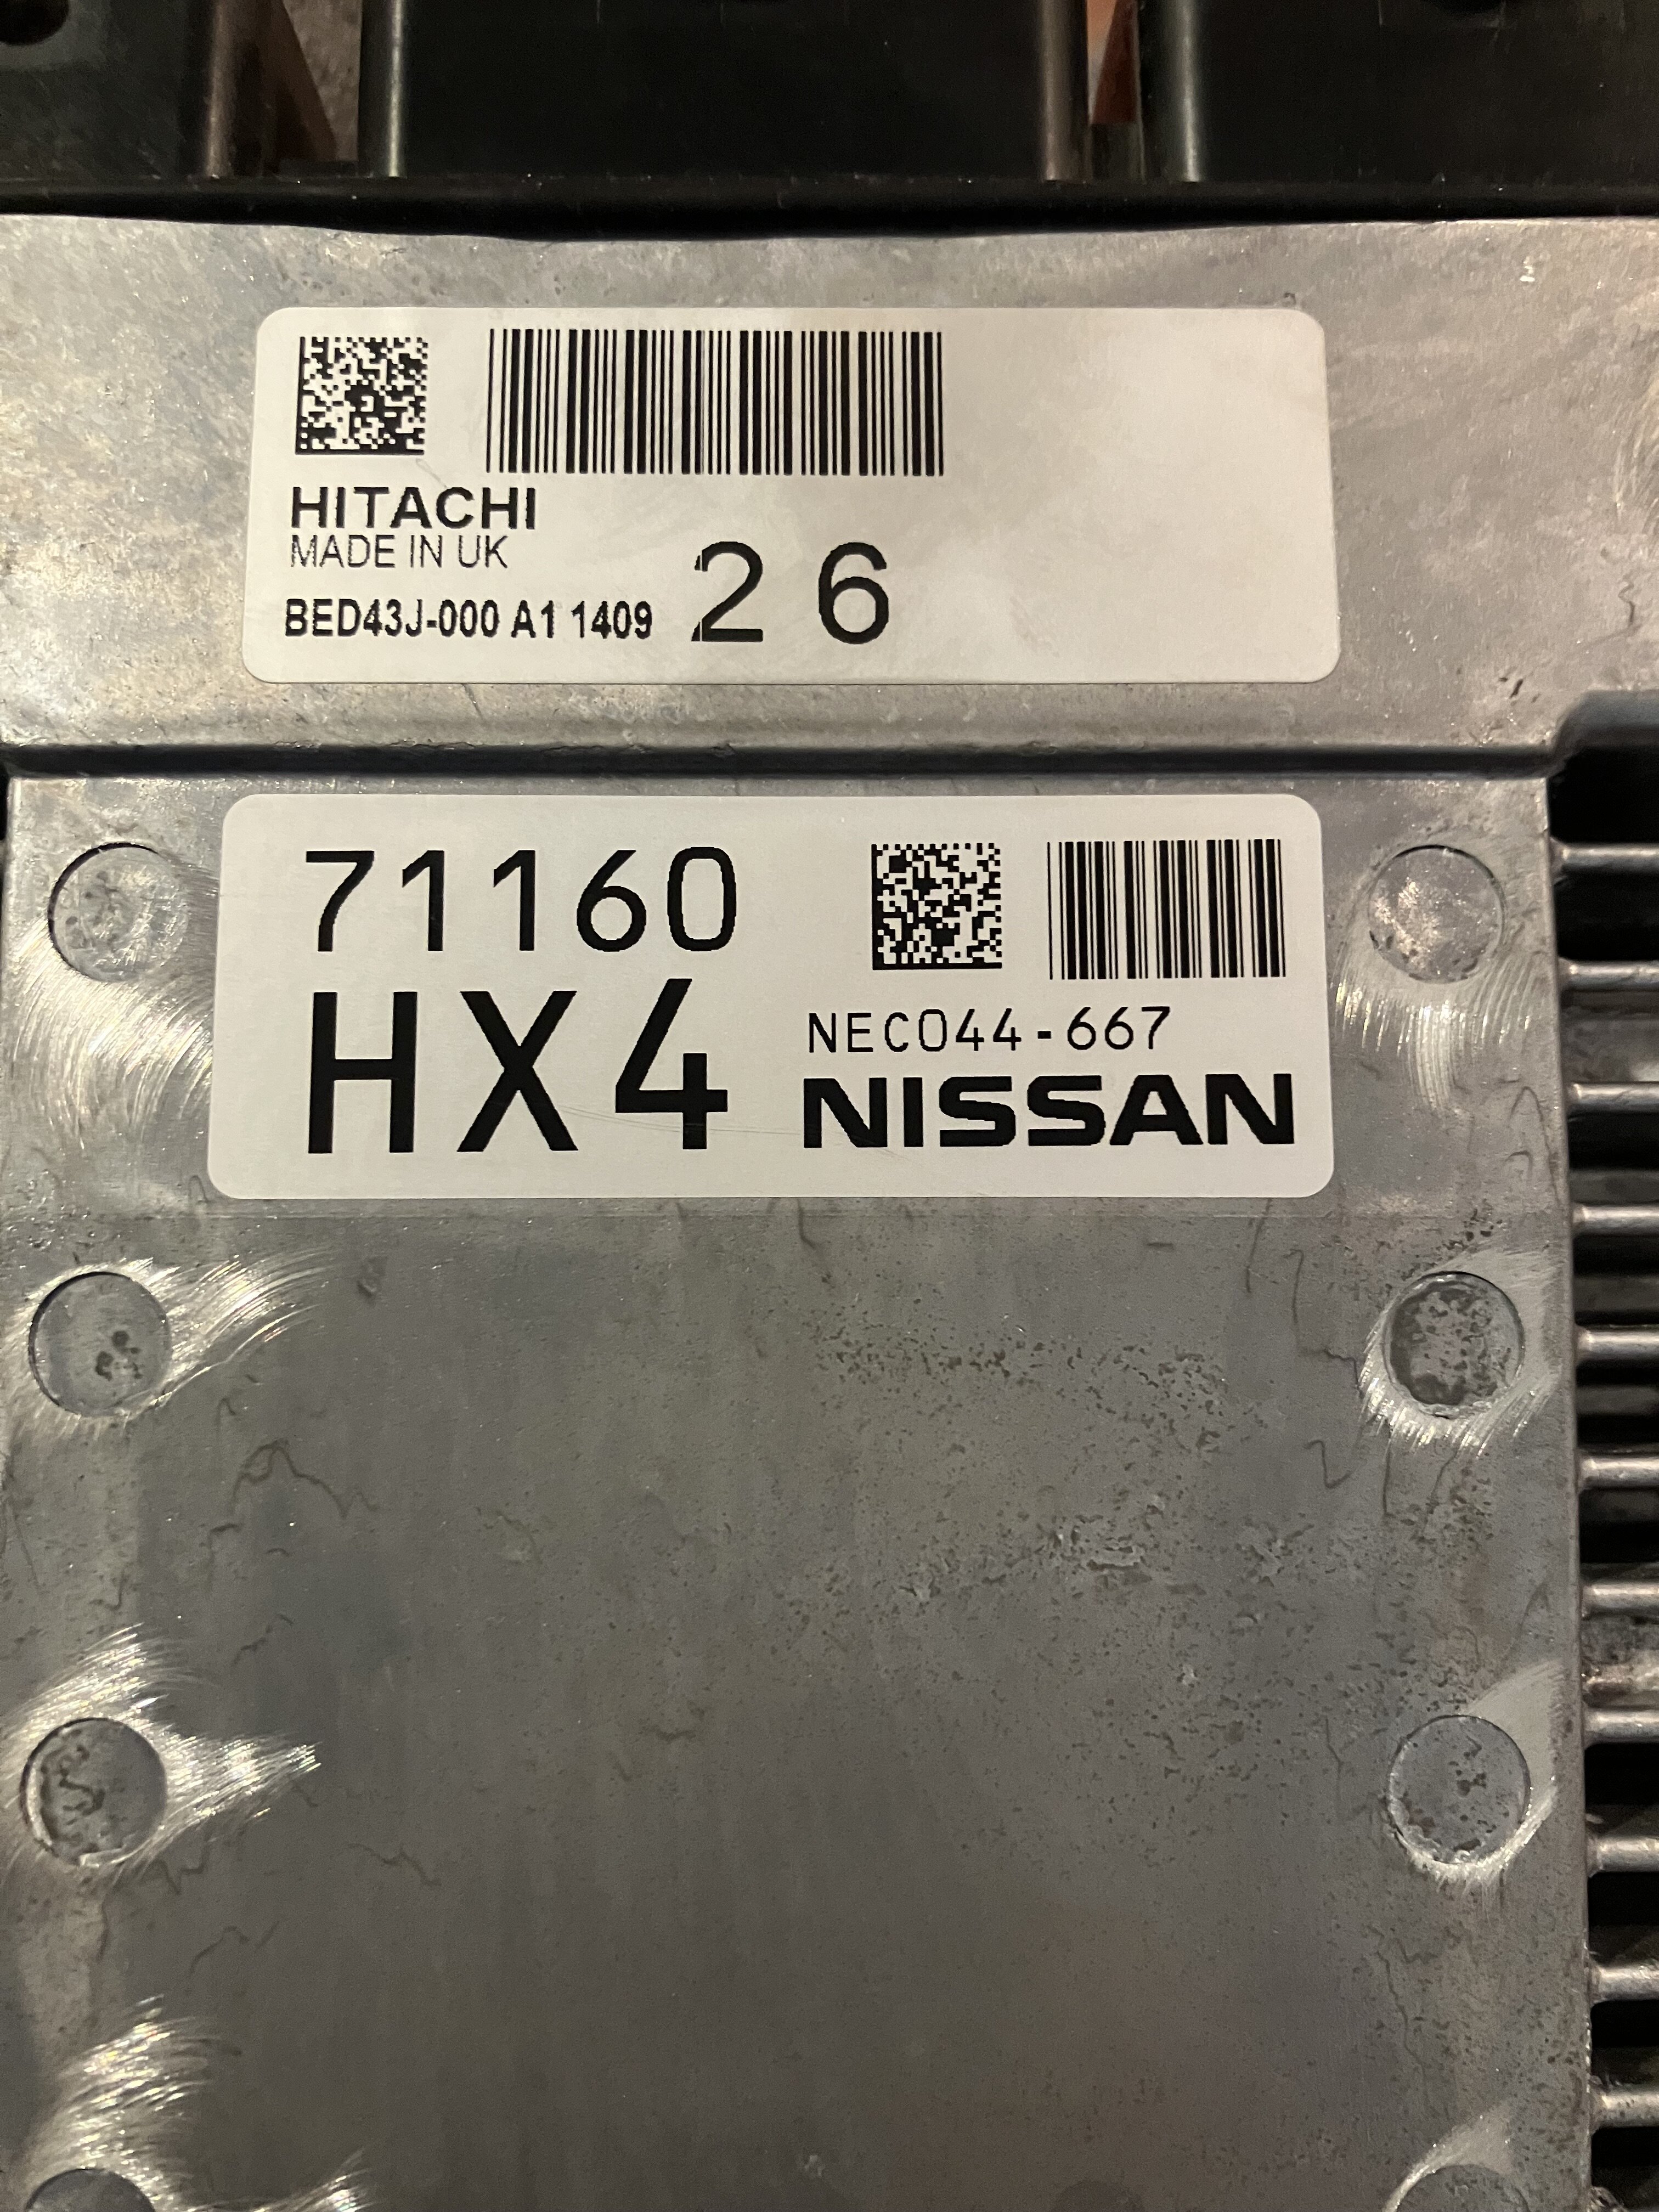 HITACHI
MADE IN UK
BED43J-000 A1 1409 26
71160
HX4
NEC044-667
NISSAN